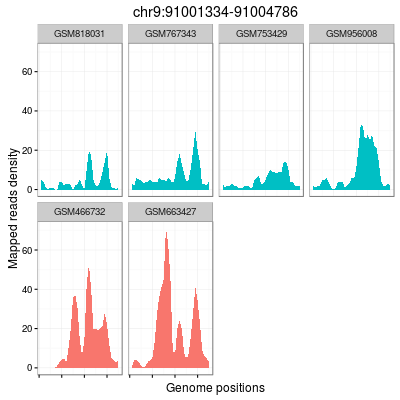 chr9:91001334-91004786
GSM818031 GSM767343 GSM753429 GSM956008
60
40
20
0
Mapped reads density
GSM466732 GSM663427
60
40
20
0
Genome positions